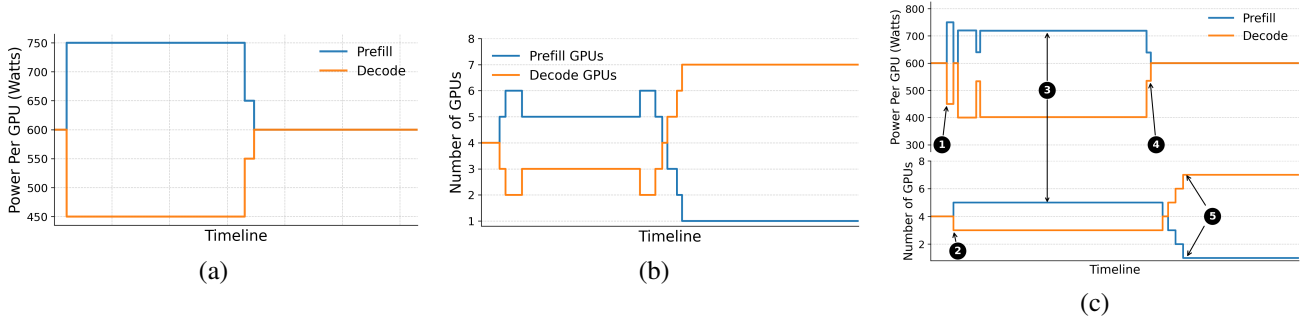 Power Per GPU (Watts)
750
700
650
600
550
500
450
Prefill
Decode
Timeline
(a)
Number of GPUs
8
7
6
5
4
3
2
1
Prefill GPUs
Decode GPUs
Timeline
(b)
Power Per GPU (Watts)
800
700
600
500
400
300
Prefill
Decode
3
1
4
Number of GPUs
8
6
4
2
5
2
Timeline
(c)